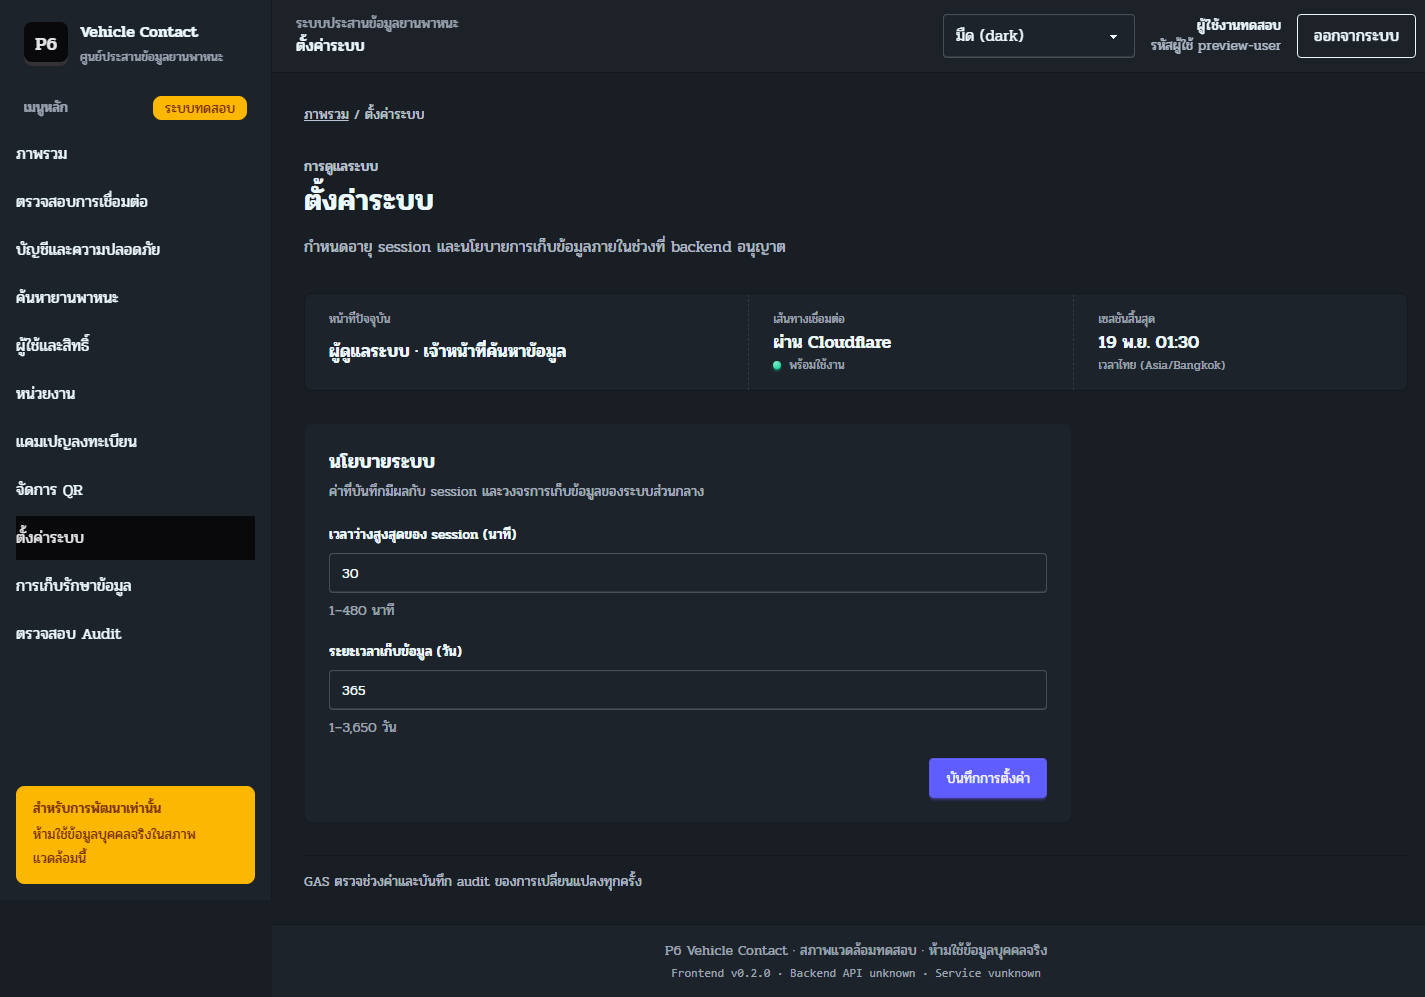 P6
Vehicle Contact
ศูนย์ประสานข้อมูลยานพาหนะ
เมนูหลัก
ระบบทดสอบ
ภาพรวม
ตรวจสอบการเชื่อมต่อ
บัญชีและความปลอดภัย
ค้นหายานพาหนะ
ผู้ใช้และสิทธิ์
หน่วยงาน
แคมเปญลงทะเบียน
จัดการ QR
ตั้งค่าระบบ
การเก็บรักษาข้อมูล
ตรวจสอบ Audit
สำหรับการพัฒนาเท่านั้น
ห้ามใช้ข้อมูลบุคคลจริงในสภาพ
แวดล้อมนี้
ระบบประสานข้อมูลยานพาหนะ
ตั้งค่าระบบ
มืด (dark)
ผู้ใช้งานทดสอบ
รหัสผู้ใช้ preview-user
ออกจากระบบ
ภาพรวม / ตั้งค่าระบบ
การดูแลระบบ
ตั้งค่าระบบ
กำหนดอายุ session และนโยบายการเก็บข้อมูลภายในช่วงที่ backend อนุญาต
หน้าที่ปัจจุบัน
ผู้ดูแลระบบ · เจ้าหน้าที่ค้นหาข้อมูล
เส้นทางเชื่อมต่อ
ผ่าน Cloudflare
พร้อมใช้งาน
เซสชันสิ้นสุด
19 พ.ย. 01:30
เวลาไทย (Asia/Bangkok)
นโยบายระบบ
ค่าที่บันทึกมีผลกับ session และวงจรการเก็บข้อมูลของระบบส่วนกลาง
เวลาว่างสูงสุดของ session (นาที)
30
1–480 นาที
ระยะเวลาเก็บข้อมูล (วัน)
365
1–3,650 วัน
บันทึกการตั้งค่า
GAS ตรวจช่วงค่าและบันทึก audit ของการเปลี่ยนแปลงทุกครั้ง
P6 Vehicle Contact · สภาพแวดล้อมทดสอบ · ห้ามใช้ข้อมูลบุคคลจริง
Frontend v0.2.0 · Backend API unknown · Service vunknown